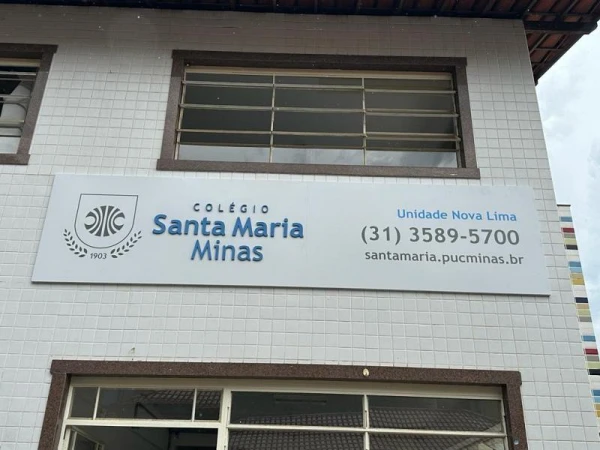 COLÉGIO
Santa Maria
Minas
1903
Unidade Nova Lima
(31) 3589-5700
santamaria.pucminas.br